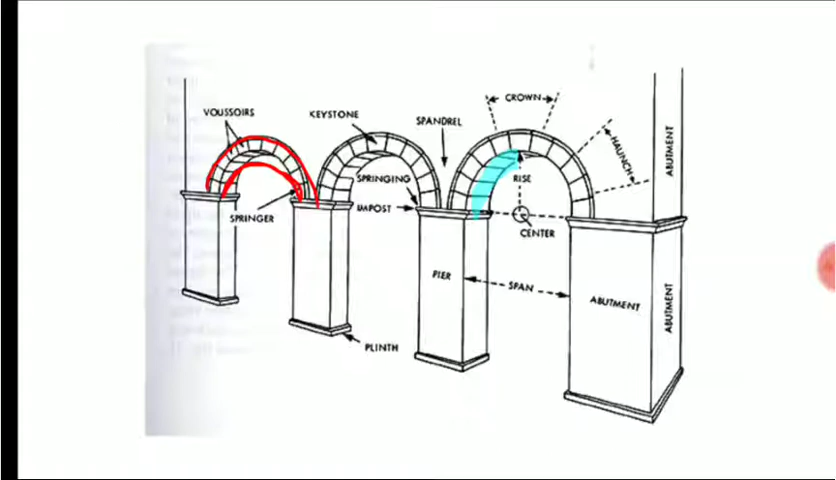 CROWN
VOUSSOIRS
KEYSTONE
SPANDREL
HAUNCH
ABUTMENT
SPRINGING
RISE
IMPOST
SPRINGER
CENTER
PIER
SPAN
ABUTMENT
ABUTMENT
PLINTH